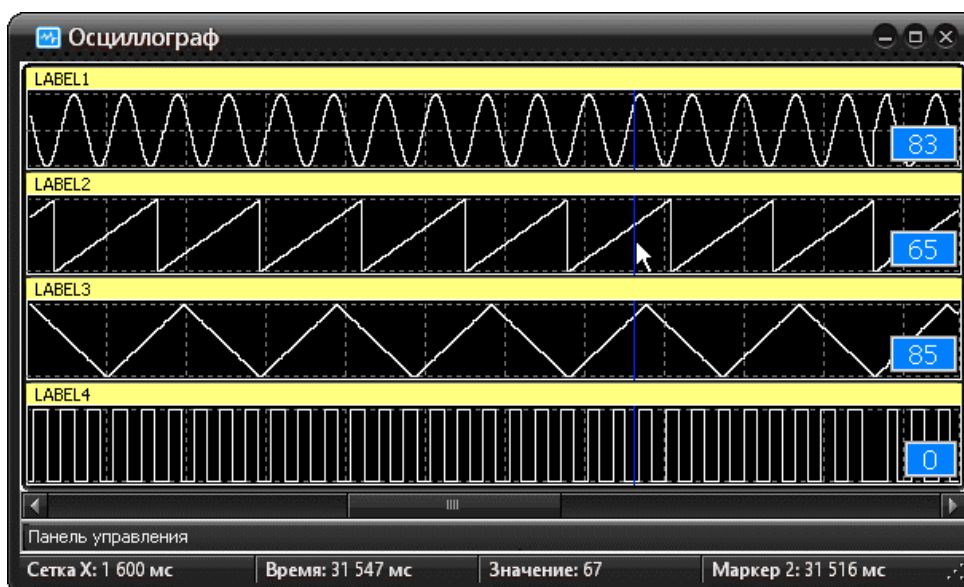 Осциллограф
LABEL1
83
LABEL2
65
LABEL3
85
LABEL4
0
Панель управления
Сетка X: 1 600 мс Время: 31 547 мс Значение: 67 Маркер 2: 31 516 мс